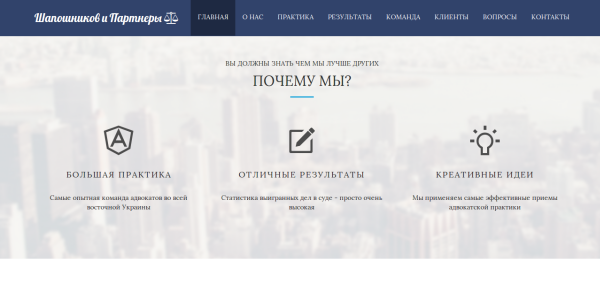 Шапошников и Партнеры
ГЛАВНАЯ О НАС ПРАКТИКА РЕЗУЛЬТАТЫ КОМАНДА КЛИЕНТЫ ВОПРОСЫ КОНТАКТЫ
ВЫ ДОЛЖНЫ ЗНАТЬ ЧЕМ МЫ ЛУЧШЕ ДРУГИХ
ПОЧЕМУ МЫ?
БОЛЬШАЯ ПРАКТИКА
Самые опытная команда адвокатов во всей
восточной Украины
ОТЛИЧНЫЕ РЕЗУЛЬТАТЫ
Статистика выигранных дел в суде - просто очень
высокая
КРЕАТИВНЫЕ ИДЕИ
Мы применяем самые эффективные приемы
адвокатской практики